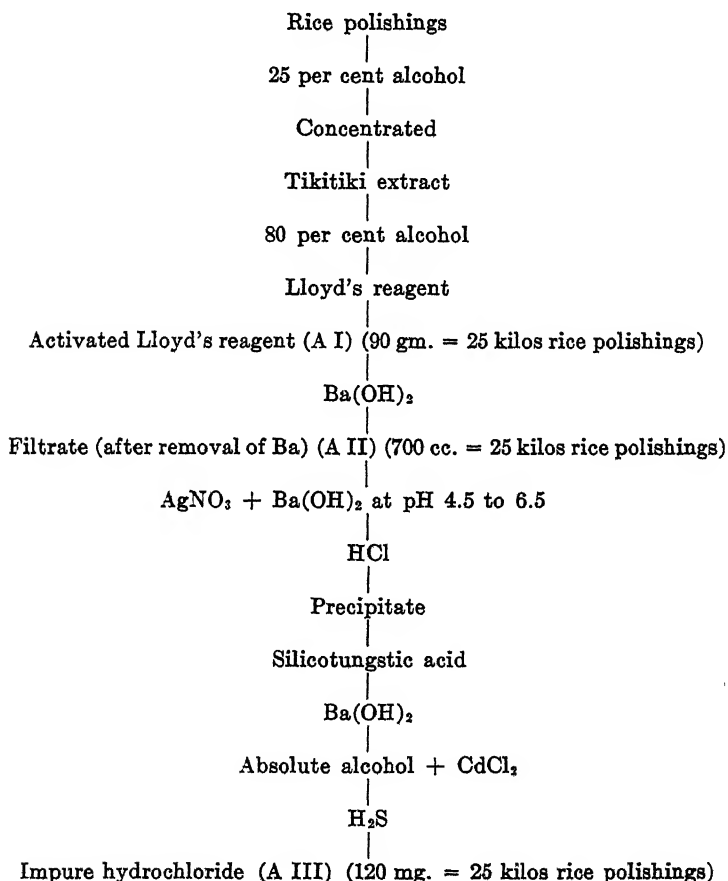 Rice polishings
25 per cent alcohol
Concentrated
Tikitiki extract
80 per cent alcohol
Lloyd's reagent
Activated Lloyd's reagent (A I) (90 gm. = 25 kilos rice polishings)
Ba(OH)₂
Filtrate (after removal of Ba) (A II) (700 cc. = 25 kilos rice polishings)
AgNO₃ + Ba(OH)₂ at pH 4.5 to 6.5
HCl
Precipitate
Silicotungstic acid
Ba(OH)₂
Absolute alcohol + CdCl₂
H₂S
Impure hydrochloride (A III) (120 mg. = 25 kilos rice polishings)